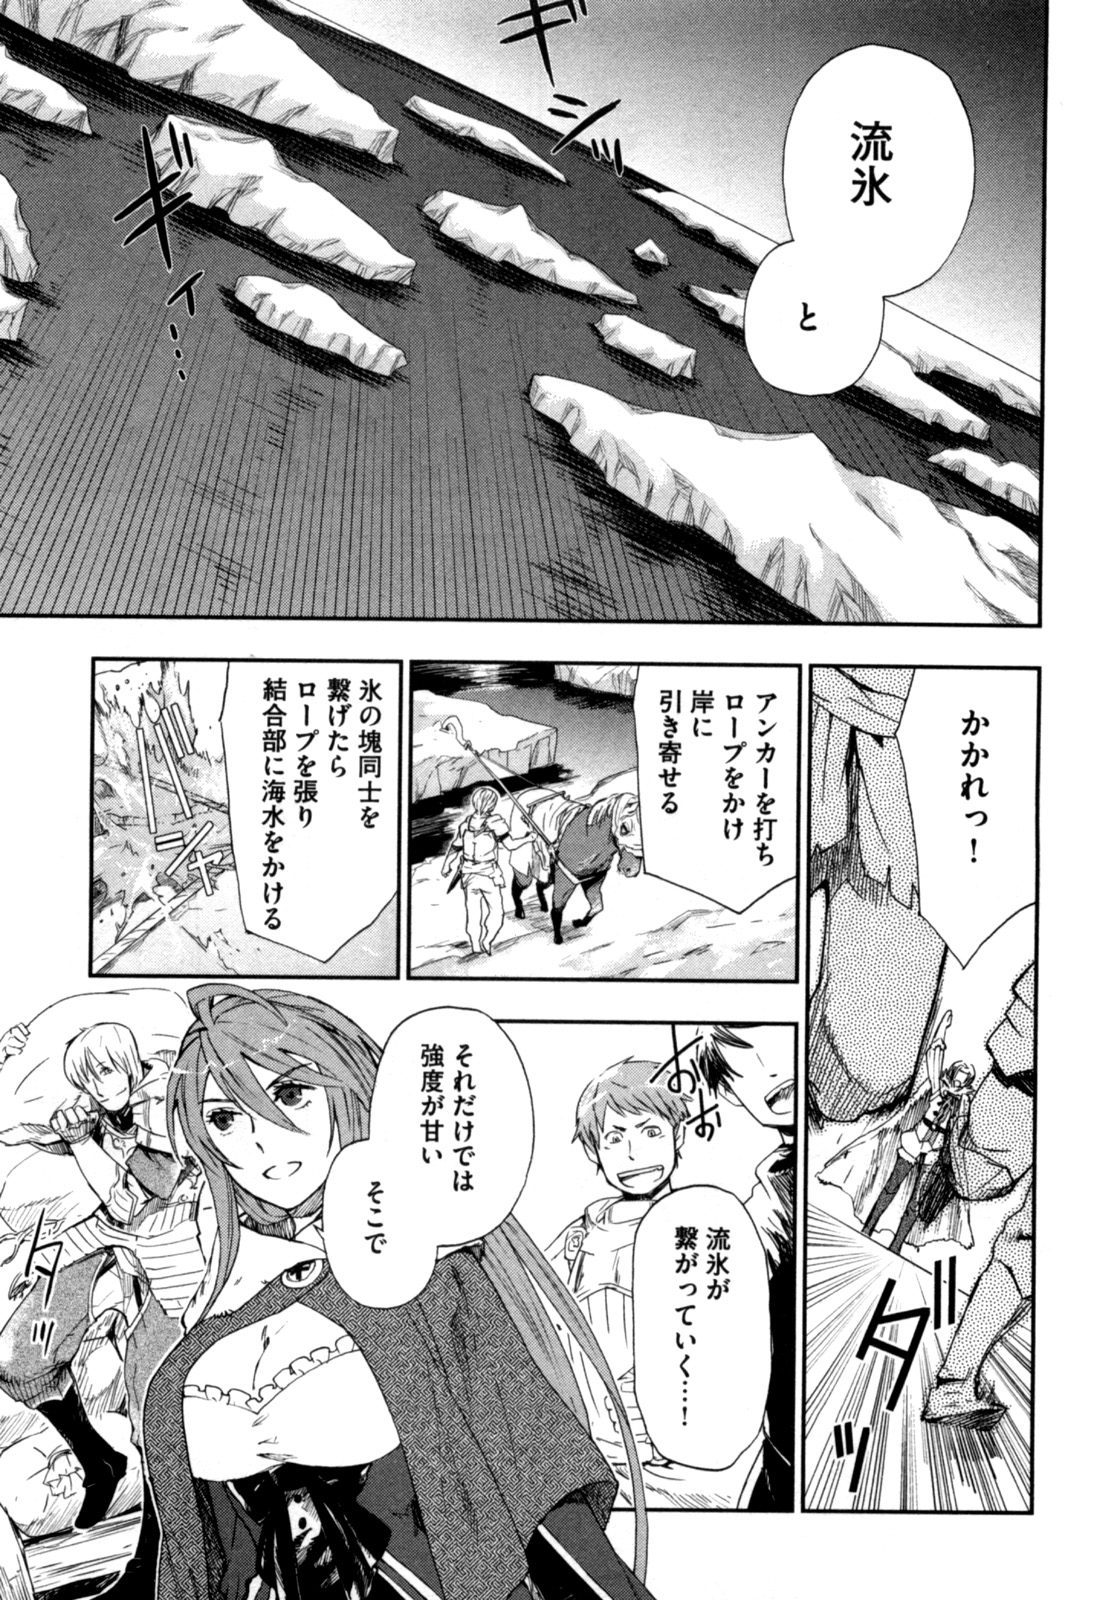 流氷
と
ギシッ
ギギィ…
かかれっ!
ダッ
アンカーを打ち
ロープをかけ
岸に
引き寄せる
氷の塊同士を
繋げたら
ロープを張り
結合部に海水をかける
おおお
流氷が
繋がっていく…!
それだけでは
強度が甘い
そこで
ダッ